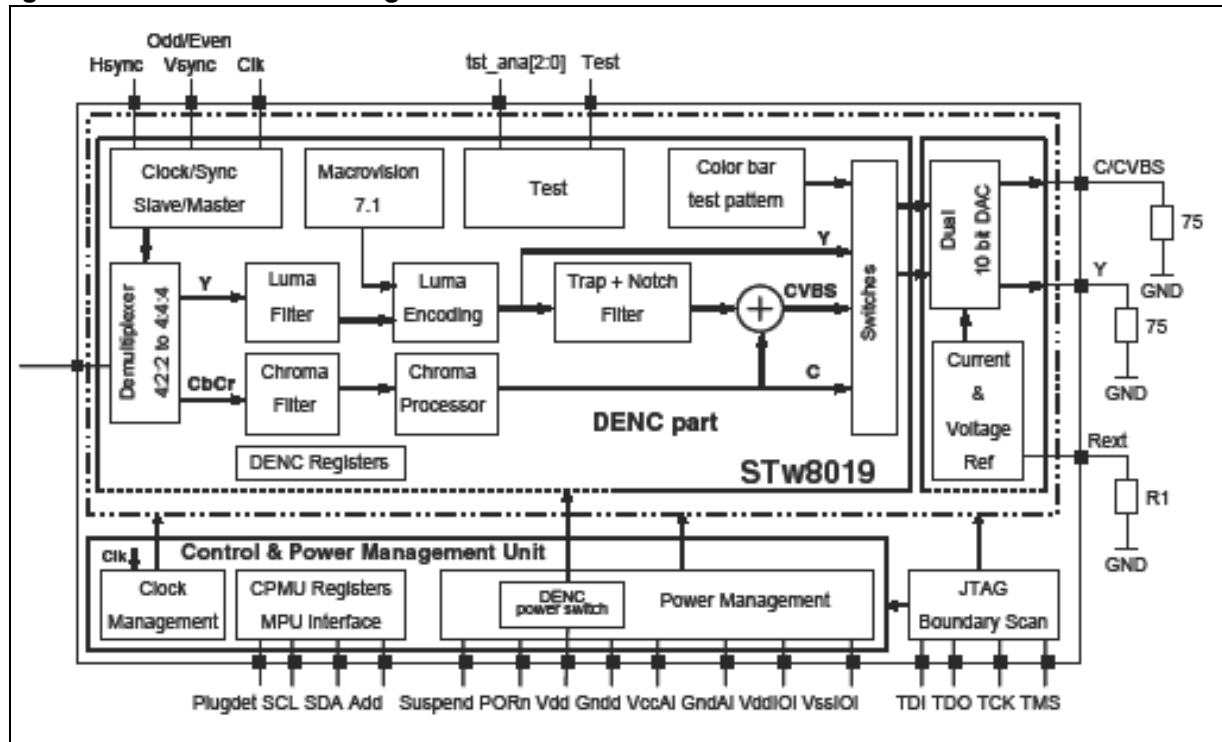 Odd/Even
Hsync Vsync Clk
tst_ana[2:0] Test
Clock/Sync
Slave/Master
Macrovision
7.1
Test
Color bar
test pattern
Switches
Dual
10 bit DAC
C/CVBS
75
GND
Y
75
GND
Demultiplexer
4:2:2 to 4:4:4
Y
Luma
Filter
Luma
Encoding
Trap + Notch
Filter
Y
CVBS
C
CbCr
Chroma
Filter
Chroma
Processor
DENC part
DENC Registers
STw8019
Current
&
Voltage
Ref
Rext
R1
GND
Control & Power Management Unit
Clk
Clock
Management
CPMU Registers
MPU Interface
DENC
power switch
Power Management
JTAG
Boundary Scan
Plugdet SCL SDA Add Suspend PORn Vdd Gndd VccAI GndAI VddIOI VssIOI TDI TDO TCK TMS